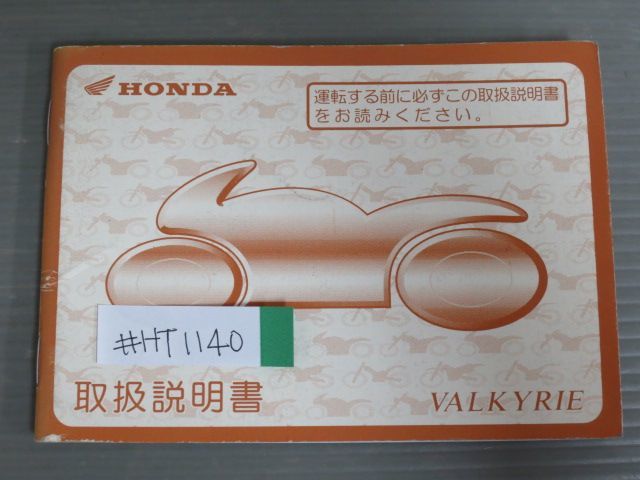 HONDA
運転する前に必ずこの取扱説明書
をお読みください。
#HT1140
取扱説明書
VALKYRIE